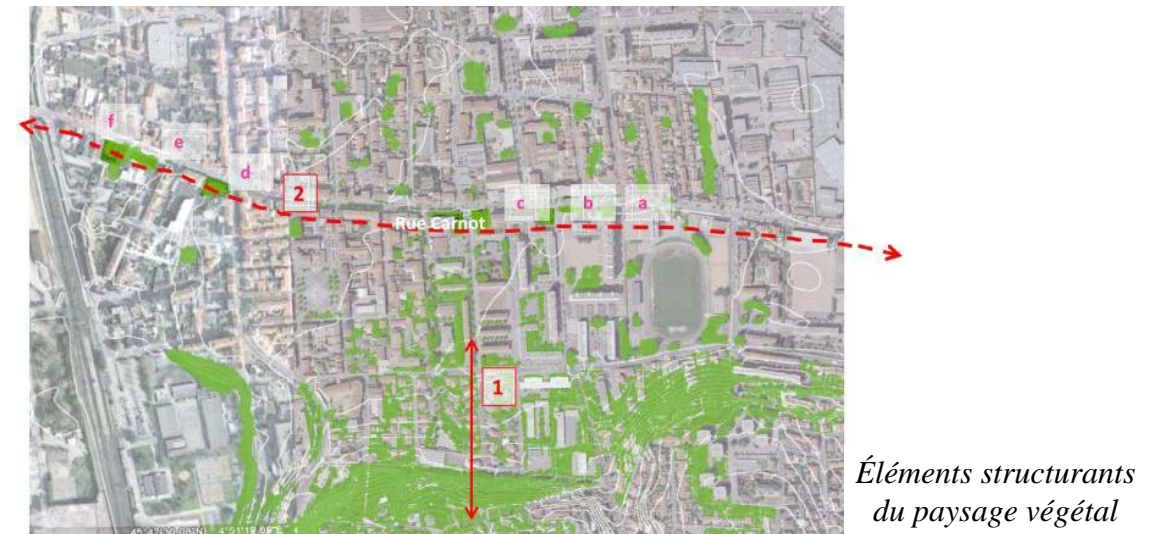 f
e
d
2
c
b
a
Rue Carnot
1
Éléments structurants
du paysage végétal